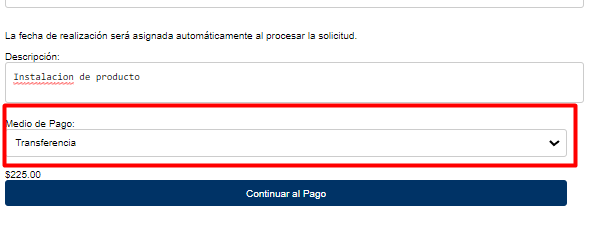 La fecha de realización será asignada automáticamente al procesar la solicitud.
Descripción:
Instalacion de producto
Medio de Pago:
Transferencia
$225.00
Continuar al Pago